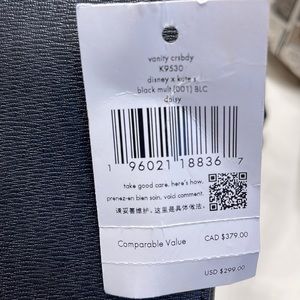 vanity crsbdy
K9530
disney x kate s
black mult (001) BLC
daisy
1 96021 18836 7
take good care. here's how.
prenez-en bien soin. voici comment.
请妥善维护。这里是具体做法。
Comparable Value
CAD $379.00
USD $299.00